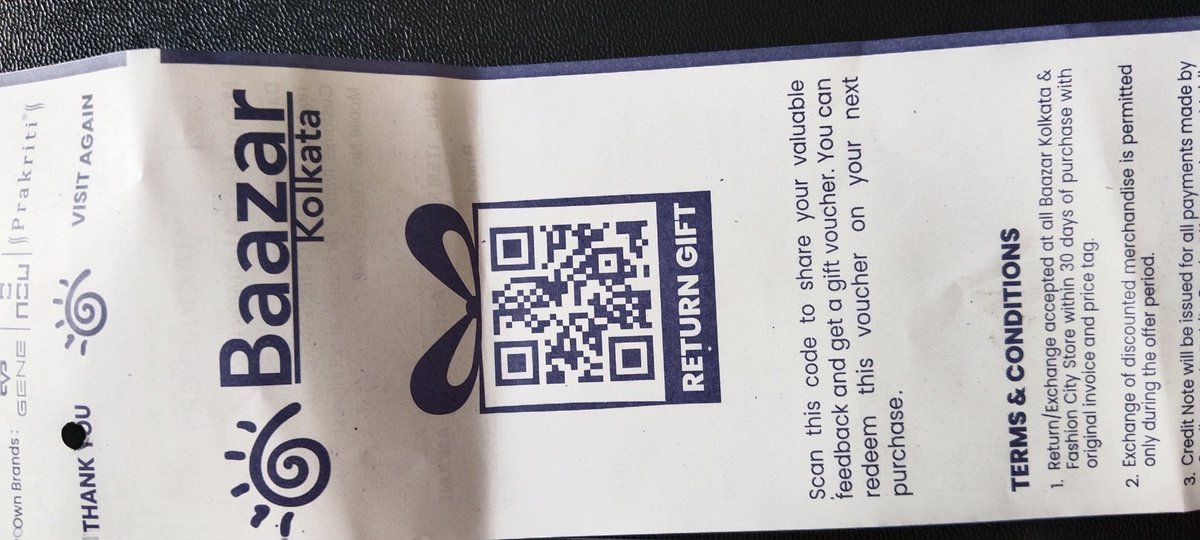 Own Brands:
GENE
Prakriti
THANK YOU
VISIT AGAIN
Baazar
Kolkata
RETURN GIFT
Scan this code to share your valuable
feedback and get a gift voucher. You can
redeem this voucher on your next
purchase.
TERMS & CONDITIONS
1. Return/Exchange accepted at all Baazar Kolkata &
Fashion City Store within 30 days of purchase with
original invoice and price tag.
2. Exchange of discounted merchandise is permitted
only during the offer period.
3. Credit Note will be issued for all payments made by